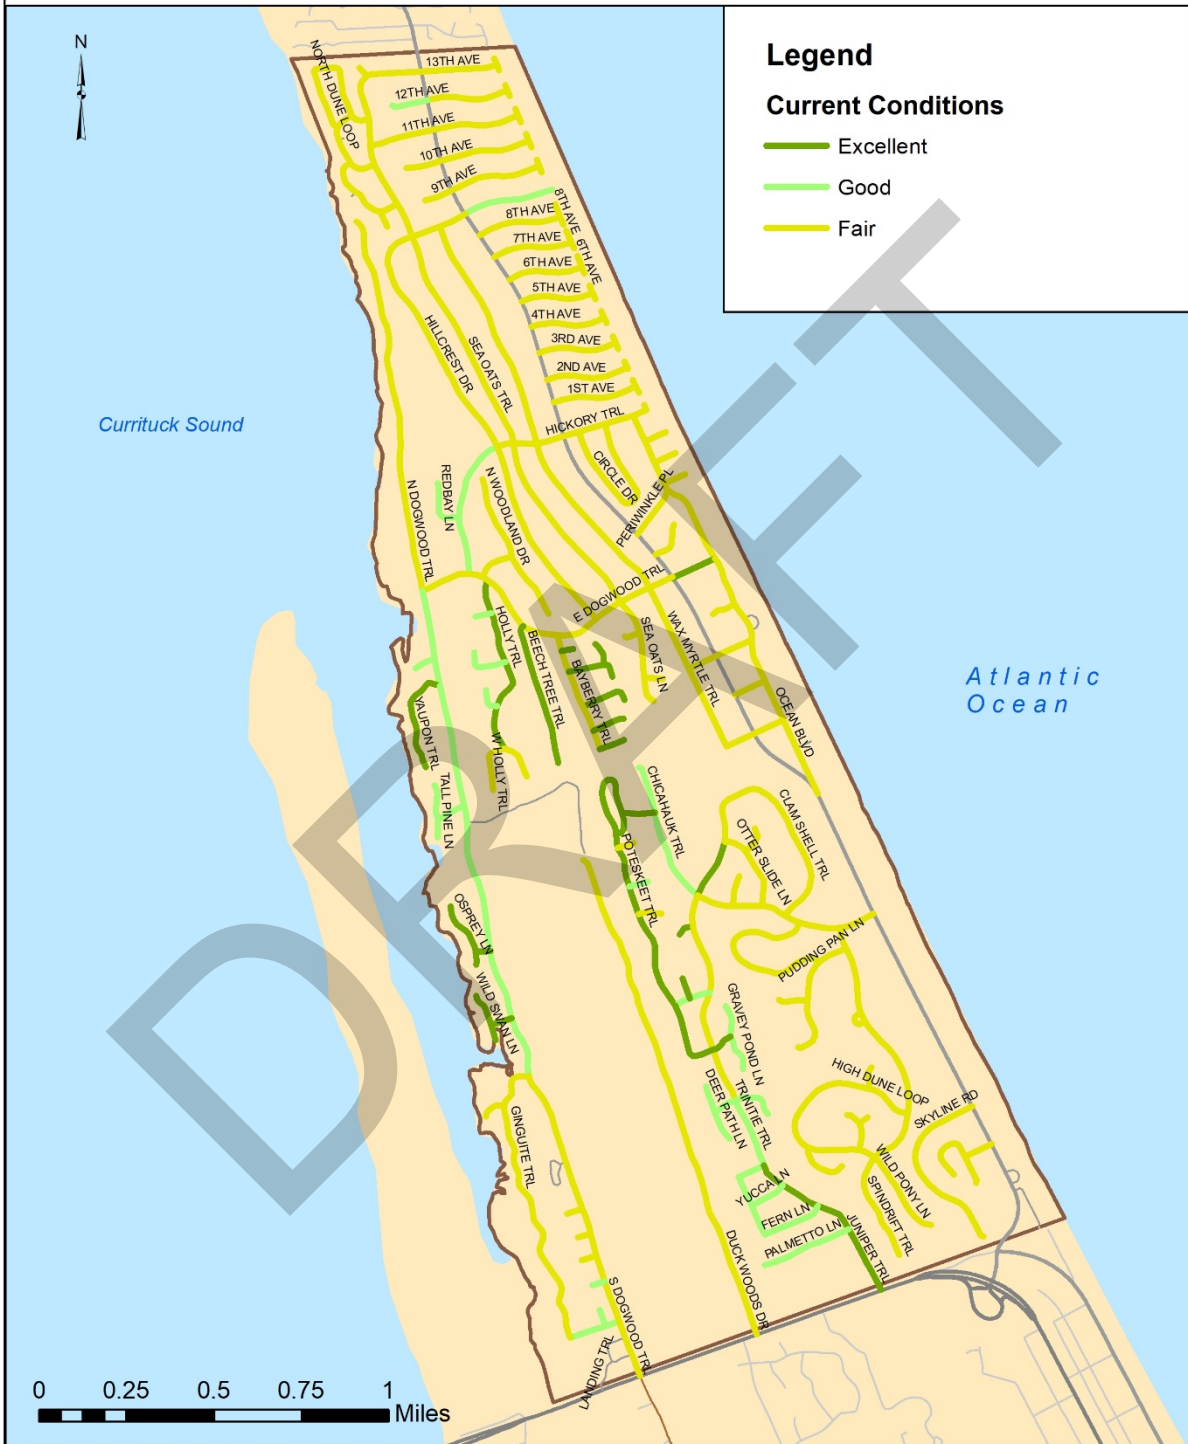 N
Legend
Current Conditions
Excellent
Good
Fair
NORTH DUNE LOOP
13TH AVE
12TH AVE
11TH AVE
10TH AVE
9TH AVE
8TH AVE
8TH AVE
7TH AVE
6TH AVE
6TH AVE
5TH AVE
4TH AVE
3RD AVE
2ND AVE
1ST AVE
HILLCREST DR
SEA OATS TRL
HICKORY TRL
Currituck Sound
REDBAY LN
N WOODLAND DR
CIRCLE DR
PERIWINKLE PL
N DOGWOOD TRL
E DOGWOOD TRL
HOLLY TRL
BEECH TREE TRL
BAYBERRY TRL
SEA OATS LN
WAX MYRTLE TRL
OCEAN BLVD
Atlantic
Ocean
YAUPON TRL
W HOLLY TRL
TALL PINE LN
CHICAHAUK TRL
CLAM SHELL TRL
OTTER SLIDE LN
POTESKEET TRL
OSPREY LN
PUDDING PAN LN
WILD SWAN LN
GRAVEY POND LN
HIGH DUNE LOOP
SKYLINE RD
DEER PATH LN
TRINITIE TRL
GINGUITE TRL
WILD PONY LN
SPINDRIFT TRL
YUCCA LN
FERN LN
PALMETTO LN
JUNIPER TRL
DUCK WOODS DR
S DOGWOOD TRL
LANDING TRL
DRAFT
0 0.25 0.5 0.75 1
Miles